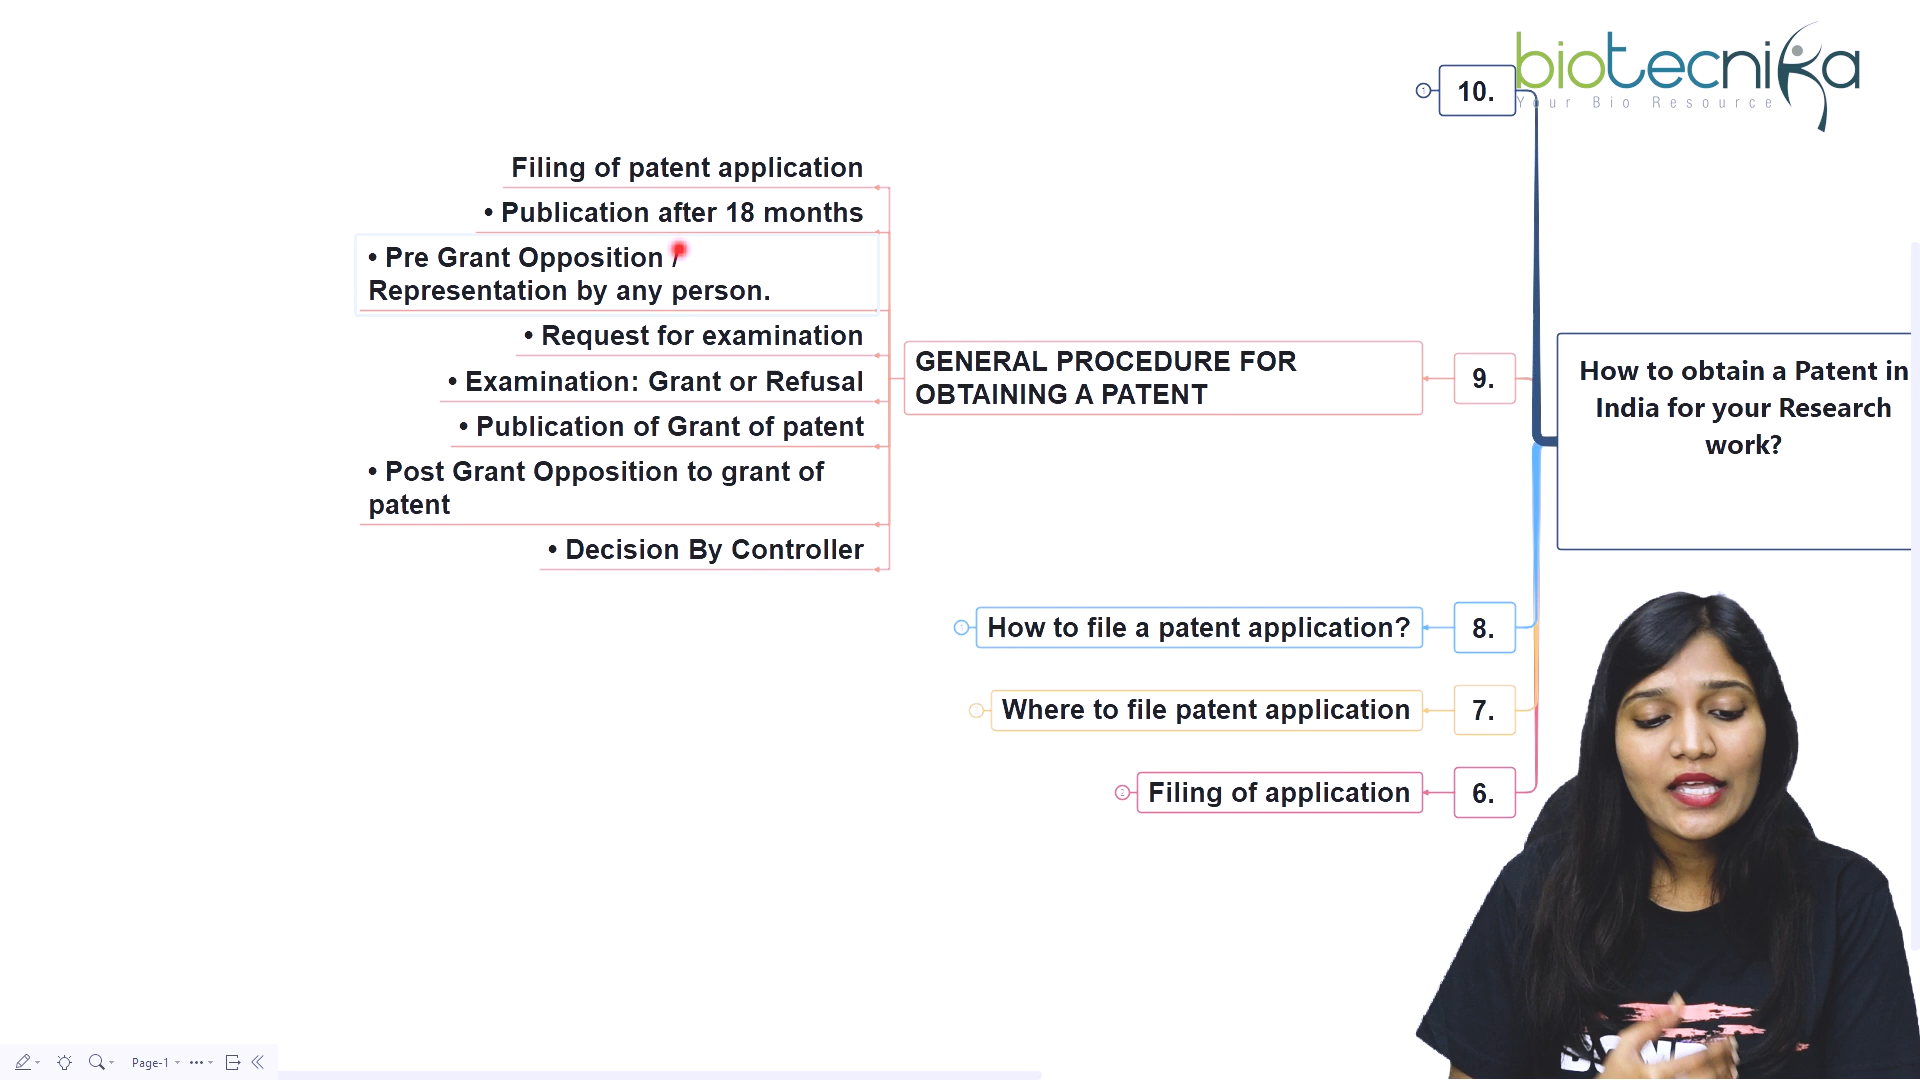 biotecnika
Your Bio Resource
10.
Filing of patent application
• Publication after 18 months
• Pre Grant Opposition /
Representation by any person.
• Request for examination
• Examination: Grant or Refusal
• Publication of Grant of patent
• Post Grant Opposition to grant of
patent
• Decision By Controller
GENERAL PROCEDURE FOR
OBTAINING A PATENT
9.
How to obtain a Patent in
India for your Research
work?
How to file a patent application?
8.
Where to file patent application
7.
Filing of application
6.
Page-1